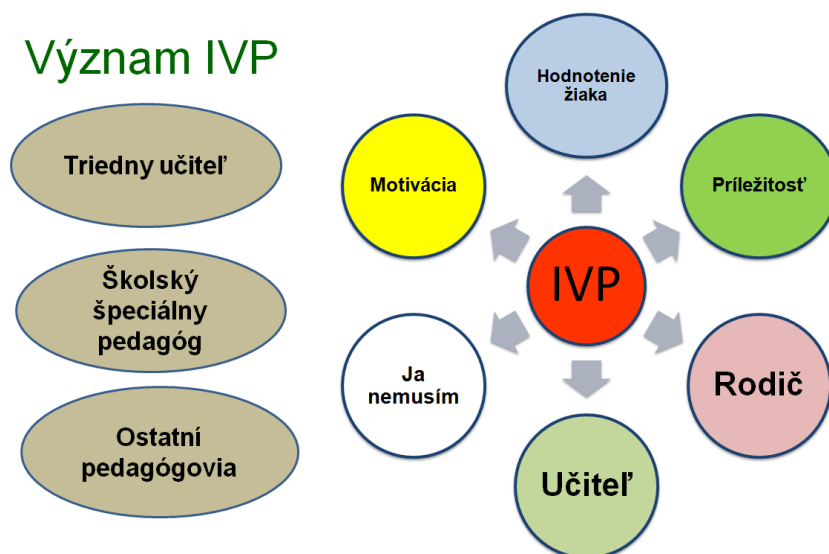 Význam IVP
Triedny učiteľ
Školský
špeciálny
pedagóg
Ostatní
pedagógovia
Hodnotenie
žiaka
Motivácia
Príležitosť
IVP
Ja
nemusím
Rodič
Učiteľ